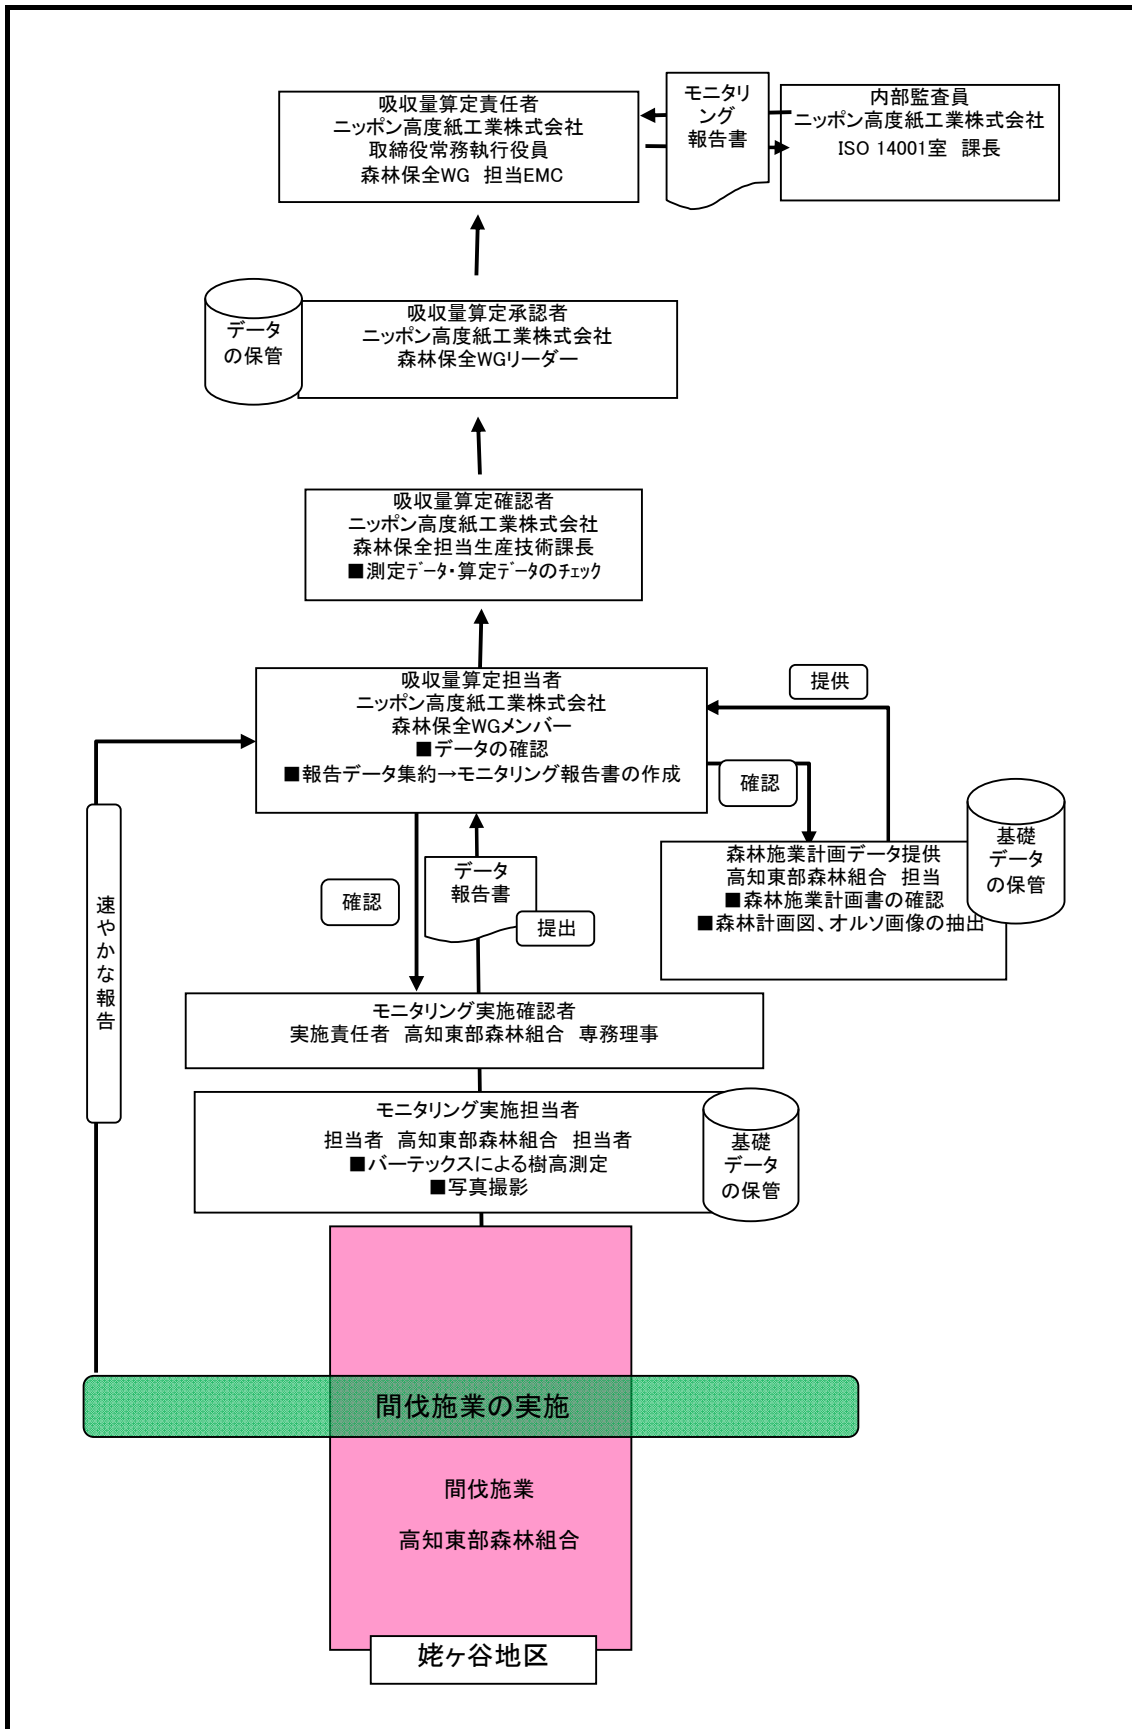 吸収量算定責任者
ニッポン高度紙工業株式会社
取締役常務執行役員
森林保全WG 担当EMC
モニタリ
ング
報告書
内部監査員
ニッポン高度紙工業株式会社
ISO 14001室 課長
データ
の保管
吸収量算定承認者
ニッポン高度紙工業株式会社
森林保全WGリーダー
吸収量算定確認者
ニッポン高度紙工業株式会社
森林保全担当生産技術課長
■測定ﾃﾞｰﾀ・算定ﾃﾞｰﾀのﾁｪｯｸ
吸収量算定担当者
ニッポン高度紙工業株式会社
森林保全WGメンバー
■データの確認
■報告データ集約→モニタリング報告書の作成
提供
確認
基礎
データ
の保管
森林施業計画データ提供
高知東部森林組合 担当
■森林施業計画書の確認
■森林計画図、オルソ画像の抽出
速やかな報告
確認
データ
報告書
提出
モニタリング実施確認者
実施責任者 高知東部森林組合 専務理事
モニタリング実施担当者
担当者 高知東部森林組合 担当者
■バーテックスによる樹高測定
■写真撮影
基礎
データ
の保管
間伐施業の実施
間伐施業
高知東部森林組合
姥ヶ谷地区